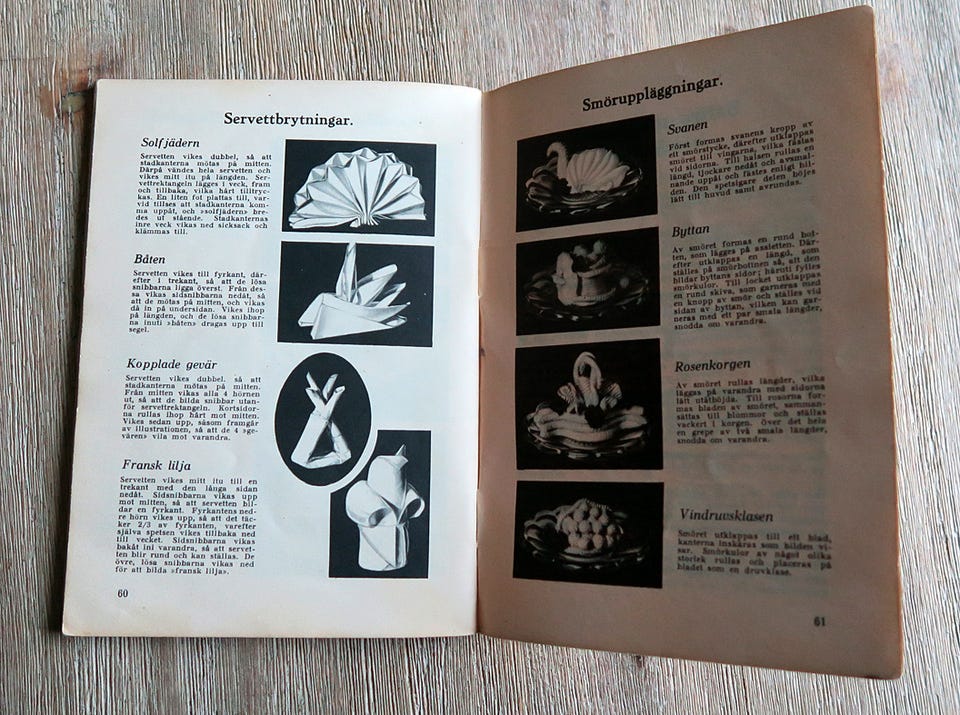 Servettbrytningar.
Solfjädern
Servetten vikes dubbel, så att
stadkanterna mötas på mitten.
Därpå vändes hela servetten och
vikes mitt itu på längden. Ser-
vettrektangeln lägges i veck, fram
och tillbaka, vilka hårt tilltryc-
kas. En liten fot plattas till, var-
vid tillses att stadkanterna kom-
ma uppåt, och »solfjädern» bre-
des ut stående. Stadkanternas
inre veck vikas ned sicksack och
klämmas till.
Båten
Servetten vikes till fyrkant, där-
efter i trekant, så att de lösa
snibbarna ligga överst. Från des-
sa vikas sidsnibbarna nedåt, så
att de mötas på mitten, och vikas
då in på undersidan. Vikes ihop
på längden, och de lösa snibbar-
na inuti »båten» dragas upp till
segel.
Kopplade gevär
Servetten vikes dubbel. så att
stadkanterna mötas på mitten.
Från mitten vikas alla 4 hörnen
ut, så att de bilda snibbar utan-
för servettrektangeln. Kortsidor-
na rullas ihop hårt mot mitten.
Vikes sedan upp, såsom framgår
av illustrationen, så att de 4 »ge-
vären» vila mot varandra.
Fransk lilja
Servetten vikes mitt itu till en
trekant med den långa sidan
nedåt. Sidsnibbarna vikas upp
mot mitten, så att servetten bil-
dar en fyrkant. Fyrkantens ned-
re hörn vikes upp, så att det täc-
ker 2/3 av fyrkanten, varefter
själva spetsen vikes tillbaka ned
till vecket. Sidsnibbarna vikas
bakåt ini varandra, så att servet-
ten blir rund och kan ställas. De
övre, lösa snibbarna vikas ned
för att bilda »fransk lilja».
60
Smöruppläggningar.
Svanen
Först formas svanens kropp av
ett smörstycke, därefter utklappas
smöret till vingarna, vilka fästas
vid sidorna. Till halsen rullas en
längd, tjockare nedåt och avsmal-
nande uppåt och fästes enligt bil-
den. Den spetsigare delen böjes
lätt till huvud samt avrundas.
Byttan
Av smöret formas en rund bot-
ten, som lägges på assietten. Där-
efter utklappas en längd, som
ställes på smörbottnen så, att den
bildar byttans sidor; häruti fylles
smörkulor. Till locket utklappas
en rund skiva, som garneras med
en knopp av smör och ställes vid
sidan av byttan, vilken kan gar-
neras med ett par smala längder,
snodda om varandra.
Rosenkorgen
Av smöret rullas längder, vilka
läggas på varandra med sidorna
lätt utåtböjda. Till rosorna for-
mas bladen av smöret, samman-
sättas till blommor och ställas
vackert i korgen. Över det hela
en grepe av två smala längder,
snodda om varandra.
Vindruvsklasen
Smöret utklappas till ett blad,
kanterna inskäras som bilden vi-
sar. Smörkulor av något olika
storlek rullas och placeras på
bladet som en druvklase.
61